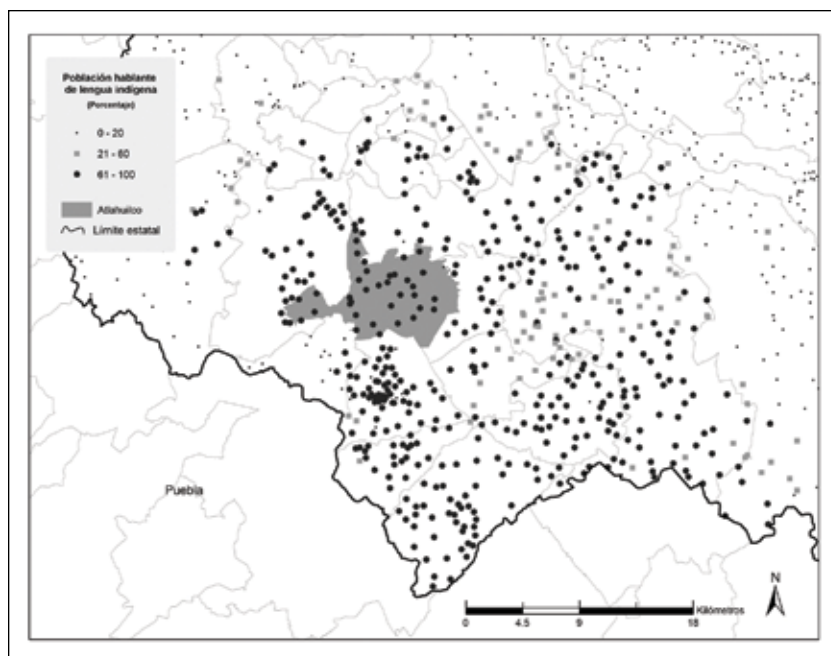 Población hablante
de lengua indígena
(Porcentaje)
0 - 20
21 - 60
61 - 100
Atlahuilco
Límite estatal
Puebla
N
Kilómetros
0 4.5 9 18